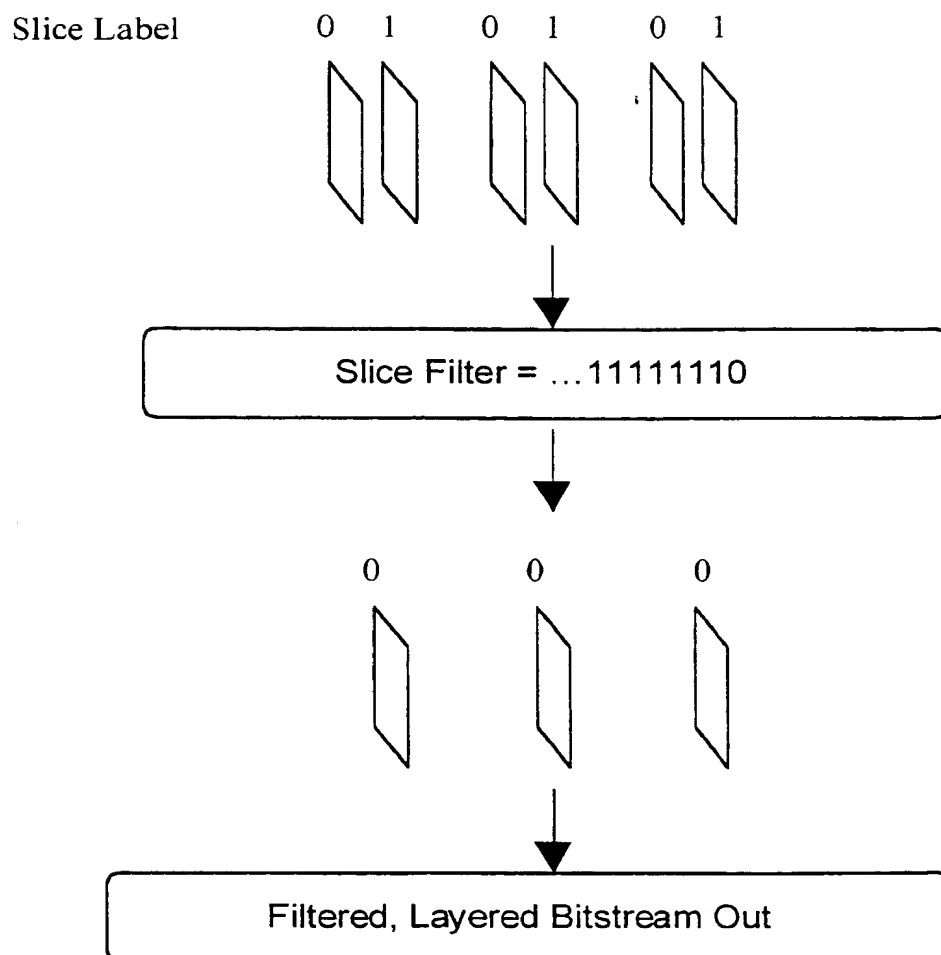 Slice Label 0 1 0 1 0 1
Slice Filter = ...11111110
0 0 0
Filtered, Layered Bitstream Out